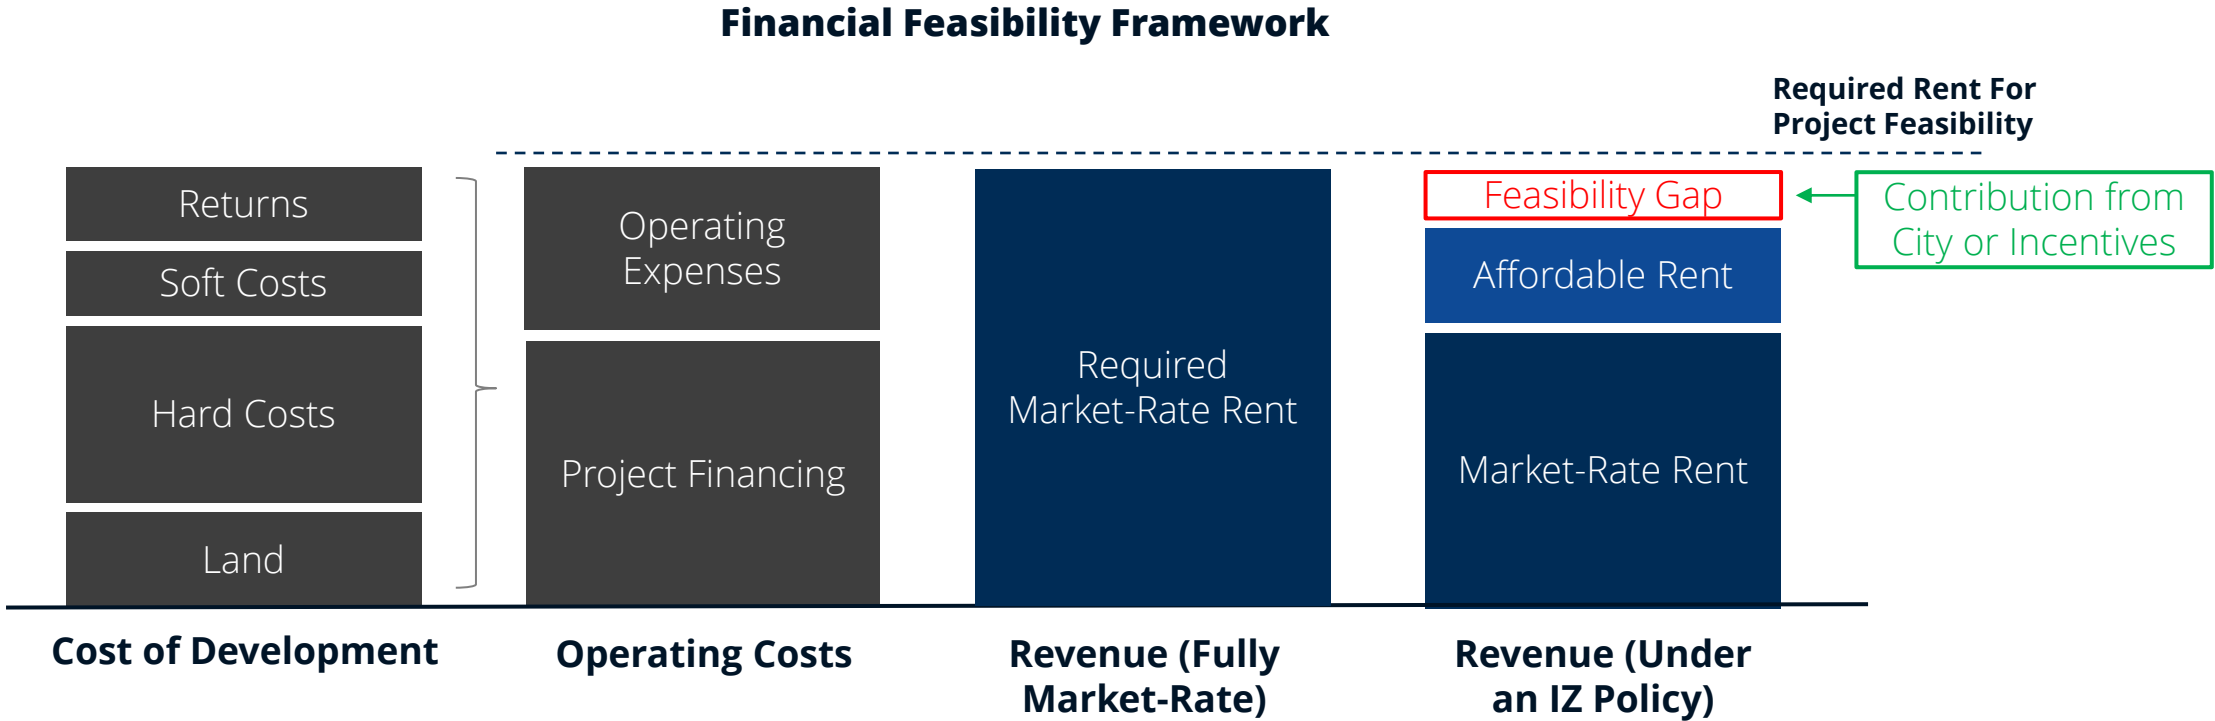 Financial Feasibility Framework
Required Rent For
Project Feasibility
Returns
Soft Costs
Hard Costs
Land
Operating
Expenses
Project Financing
Required
Market-Rate Rent
Feasibility Gap
Affordable Rent
Market-Rate Rent
Contribution from
City or Incentives
Cost of Development
Operating Costs
Revenue (Fully
Market-Rate)
Revenue (Under
an IZ Policy)